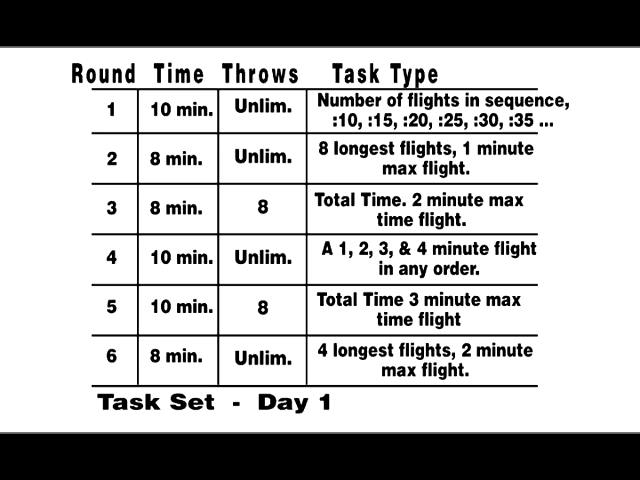 Round Time Throws Task Type
1 10 min. Unlim. Number of flights in sequence,
:10, :15, :20, :25, :30, :35 ...
2 8 min. Unlim. 8 longest flights, 1 minute
max flight.
3 8 min. 8 Total Time. 2 minute max
time flight.
4 10 min. Unlim. A 1, 2, 3, & 4 minute flight
in any order.
5 10 min. 8 Total Time 3 minute max
time flight
6 8 min. Unlim. 4 longest flights, 2 minute
max flight.
Task Set - Day 1